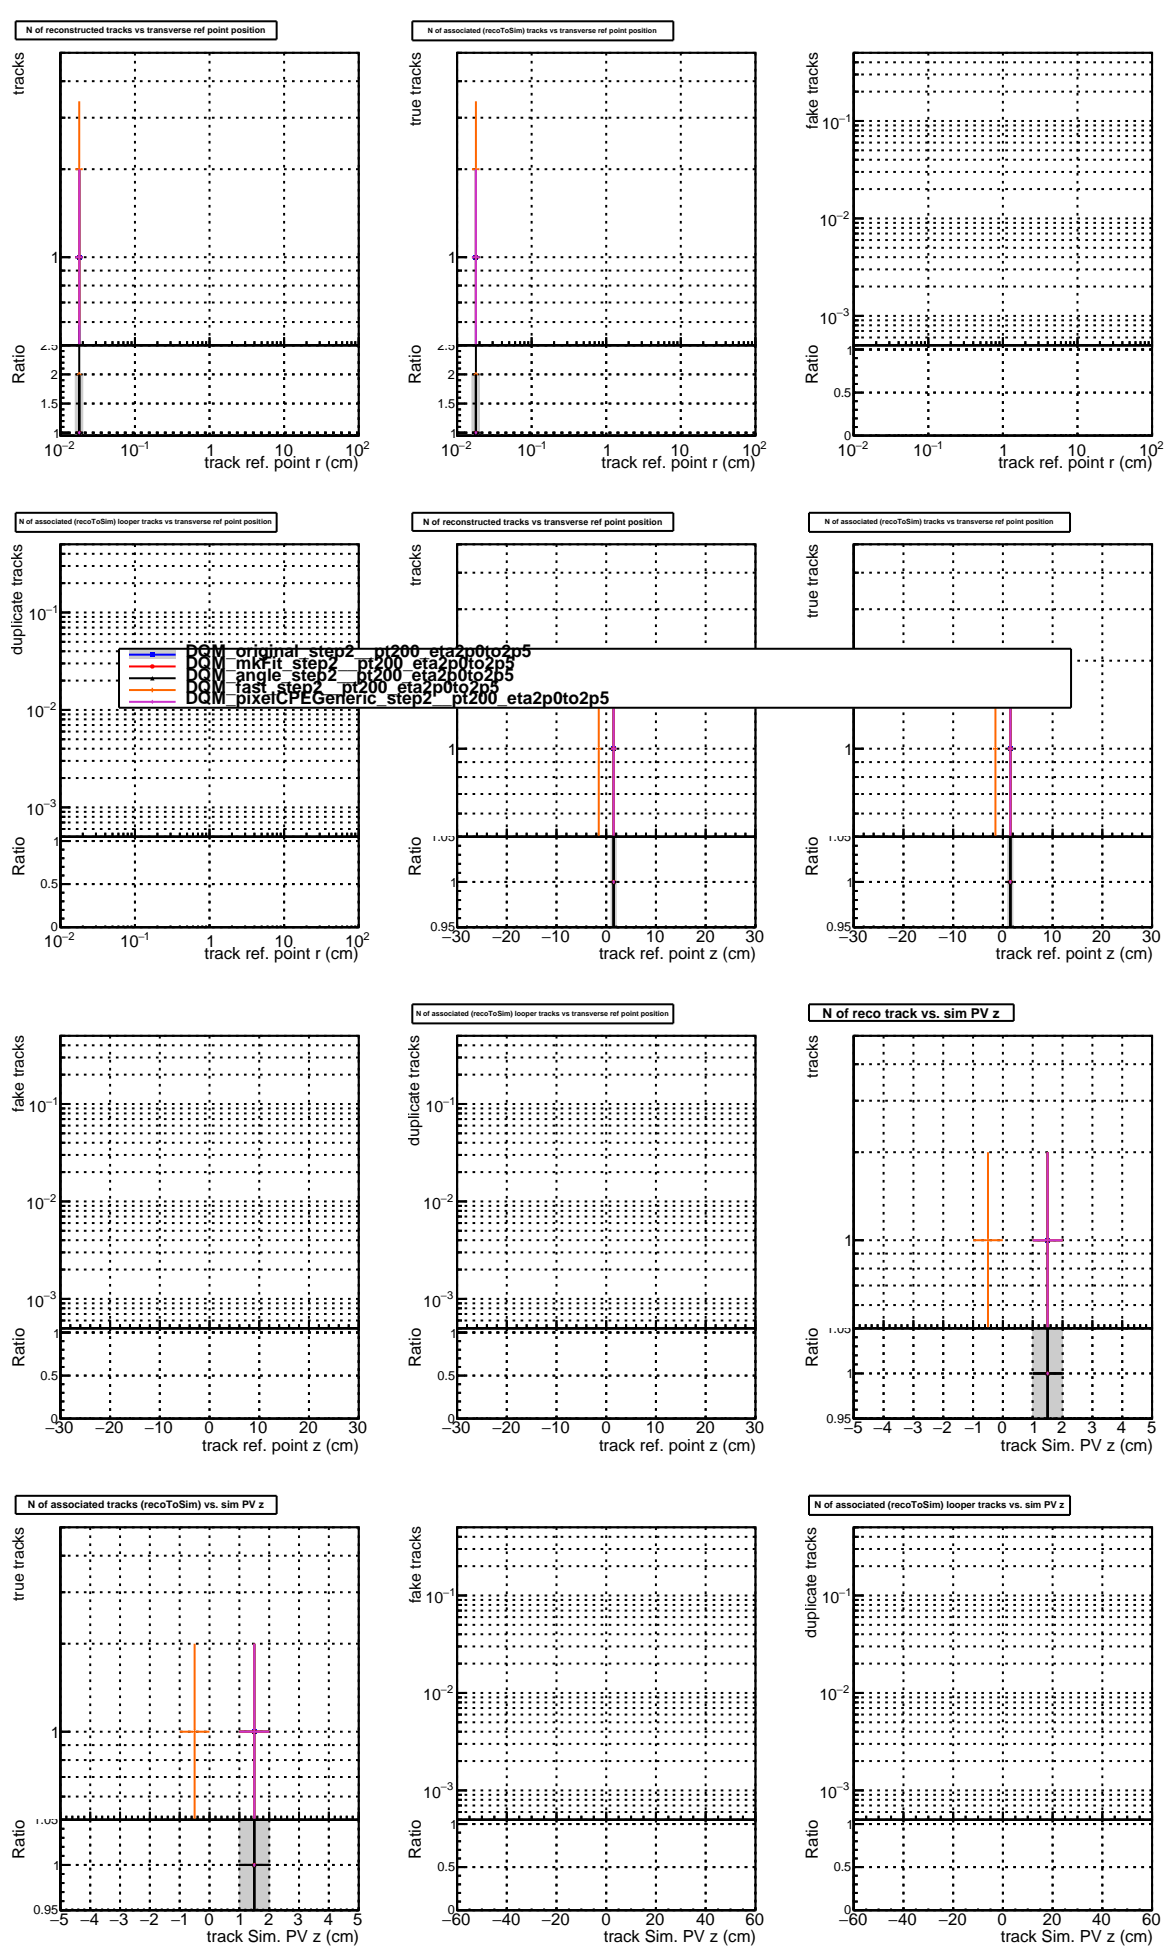 N of reconstructed tracks vs transverse ref point position
tracks
1
Ratio
2.5
2
1.5
1
10−2 10−1 1 10 102
track ref. point r (cm)
N of associated (recoToSim) tracks vs transverse ref point position
true tracks
1
Ratio
2.5
2
1.5
1
10−2 10−1 1 10 102
track ref. point r (cm)
fake tracks
10−1
10−2
10−3
Ratio
1
0.5
0
10−2 10−1 1 10 102
track ref. point r (cm)
N of associated (recoToSim) looper tracks vs transverse ref point position
duplicate tracks
10−1
10−2
10−3
Ratio
1
0.5
0
10−2 10−1 1 10 102
track ref. point r (cm)
N of reconstructed tracks vs transverse ref point position
tracks
1
Ratio
1.05
1
0.95
−30 −20 −10 0 10 20 30
track ref. point z (cm)
N of associated (recoToSim) tracks vs transverse ref point position
true tracks
1
Ratio
1.05
1
0.95
−30 −20 −10 0 10 20 30
track ref. point z (cm)
DQM_original_step2__pt200_eta2p0to2p5
DQM_mkFit_step2__pt200_eta2p0to2p5
DQM_angle_step2__pt200_eta2p0to2p5
DQM_fast_step2__pt200_eta2p0to2p5
DQM_pixelCPEGeneric_step2__pt200_eta2p0to2p5
fake tracks
10−1
10−2
10−3
Ratio
1
0.5
0
−30 −20 −10 0 10 20 30
track ref. point z (cm)
N of associated (recoToSim) looper tracks vs transverse ref point position
duplicate tracks
10−1
10−2
10−3
Ratio
1
0.5
0
−30 −20 −10 0 10 20 30
track ref. point z (cm)
N of reco track vs. sim PV z
tracks
1
Ratio
1.05
1
0.95
−5 −4 −3 −2 −1 0 1 2 3 4 5
track Sim. PV z (cm)
N of associated tracks (recoToSim) vs. sim PV z
true tracks
1
Ratio
1.05
1
0.95
−5 −4 −3 −2 −1 0 1 2 3 4 5
track Sim. PV z (cm)
fake tracks
10−1
10−2
10−3
Ratio
1
0.5
0
−60 −40 −20 0 20 40 60
track Sim. PV z (cm)
N of associated (recoToSim) looper tracks vs. sim PV z
duplicate tracks
10−1
10−2
10−3
Ratio
1
0.5
0
−60 −40 −20 0 20 40 60
track Sim. PV z (cm)